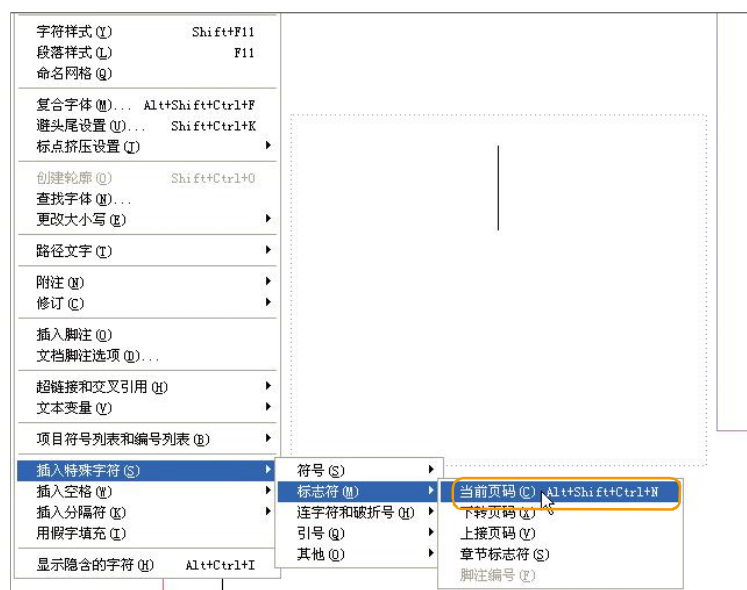 字符样式(Y) Shift+F11
段落样式(L) F11
命名网格(Q)
复合字体(M)... Alt+Shift+Ctrl+F
避头尾设置(U)... Shift+Ctrl+K
标点挤压设置(J)
创建轮廓(O) Shift+Ctrl+O
查找字体(N)...
更改大小写(E)
路径文字(T)
附注(N)
修订(C)
插入脚注(O)
文档脚注选项(D)...
超链接和交叉引用(H)
文本变量(V)
项目符号列表和编号列表(B)
插入特殊字符(S)
插入空格(W)
插入分隔符(K)
用假字填充(I)
显示隐含的字符(H) Alt+Ctrl+I
符号(S)
标志符(M)
连字符和破折号(H)
引号(Q)
其他(O)
当前页码(C) Alt+Shift+Ctrl+N
下转页码(X)
上接页码(V)
章节标志符(S)
脚注编号(F)